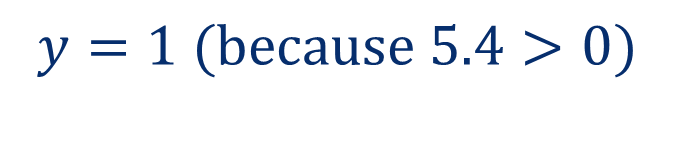 y = 1 (because 5.4 > 0)